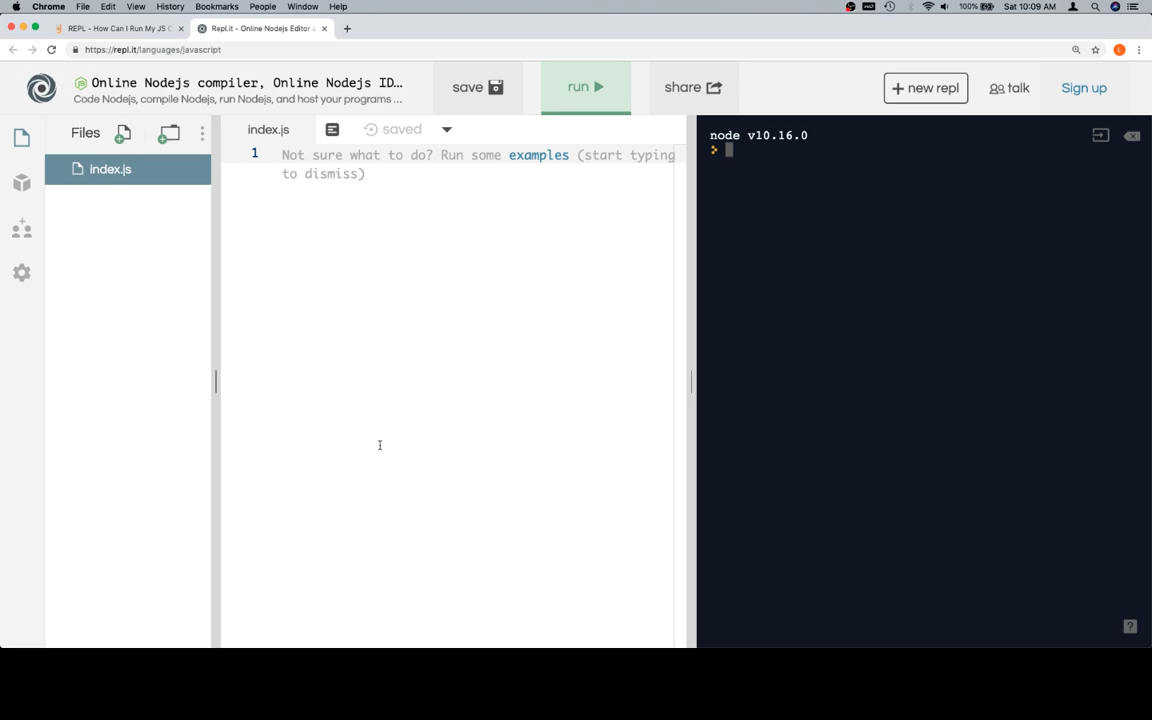 Chrome File Edit View History Bookmarks People Window Help 100% Sat 10:09 AM
REPL - How Can I Run My JS C
Repl.it - Online Nodejs Editor a
https://repl.it/languages/javascript
Online Nodejs compiler, Online Nodejs ID...
Code Nodejs, compile Nodejs, run Nodejs, and host your programs ...
save
run
share
+ new repl
talk
Sign up
Files
index.js
index.js
saved
1 Not sure what to do? Run some examples (start typing
to dismiss)
node v10.16.0
?